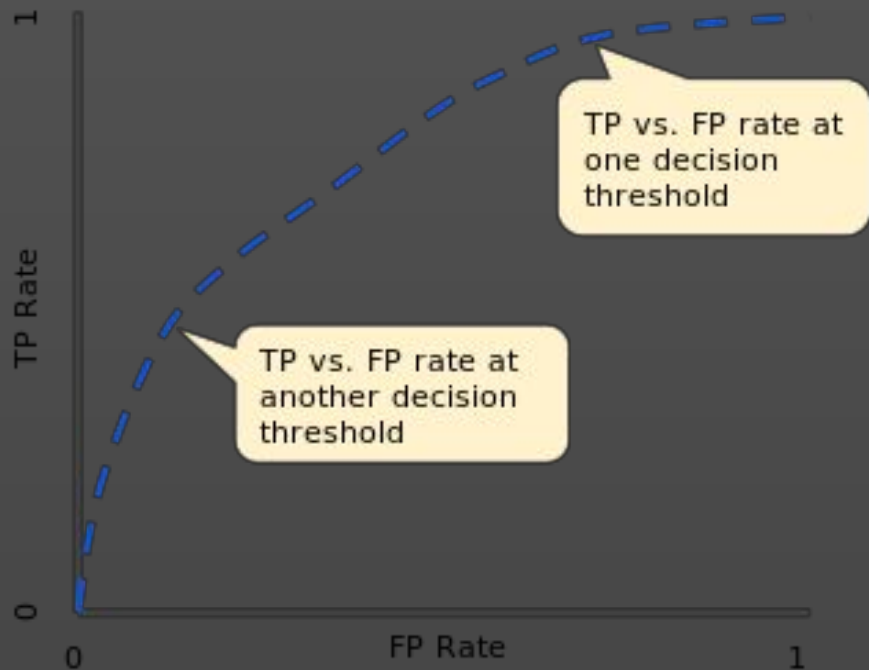 1
TP vs. FP rate at
one decision
threshold
TP Rate
TP vs. FP rate at
another decision
threshold
0
0
FP Rate
1